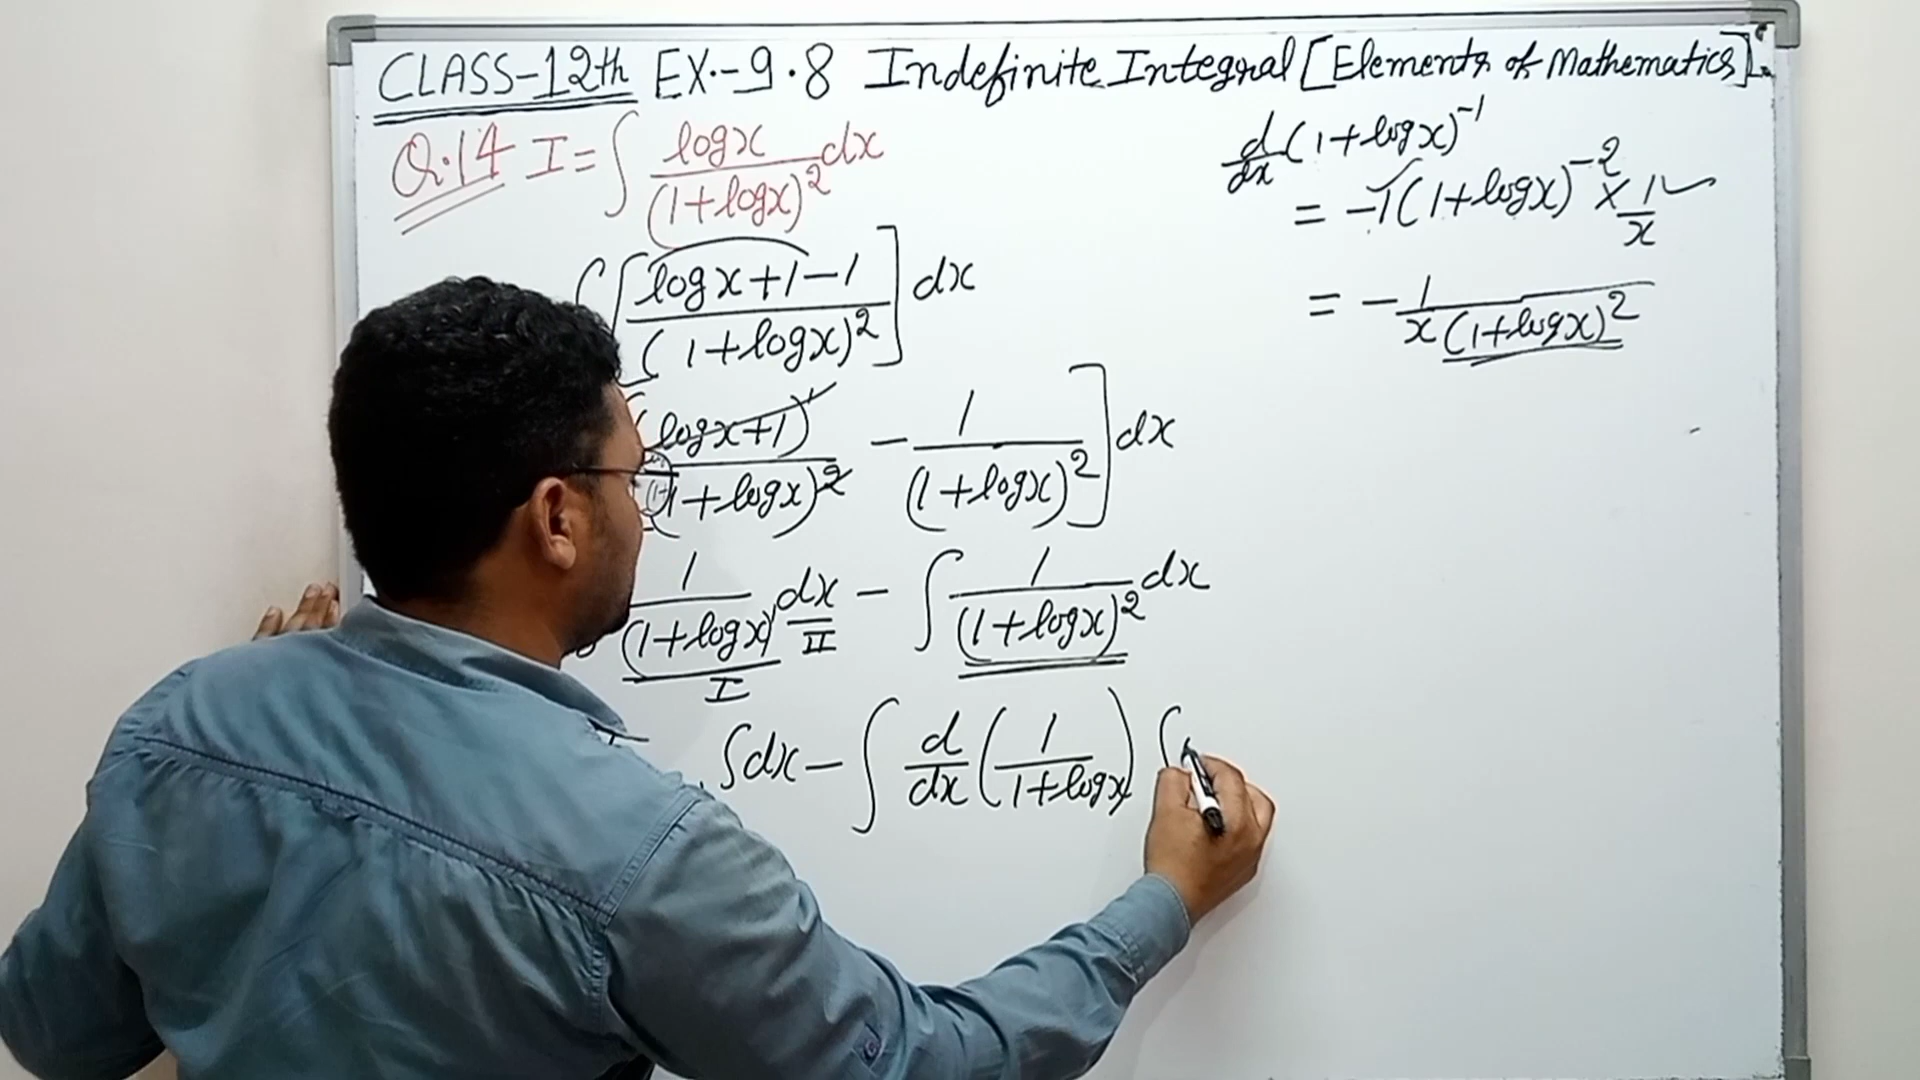 CLASS-12th EX.-9.8 Indefinite Integral [Elements of Mathematics]
Q.14 I = ∫ logx/(1+logx)² dx
∫ [ (logx+1-1)/(1+logx)² ] dx
(logx+1)/(1+logx)² - 1/(1+logx)² ] dx
1/(1+logx) dx - ∫ 1/(1+logx)² dx
I II
. ∫dx - ∫ d/dx (1/(1+logx)) ∫
d/dx (1+logx)⁻¹
= -1(1+logx)⁻² × 1/x
= - 1/x(1+logx)²